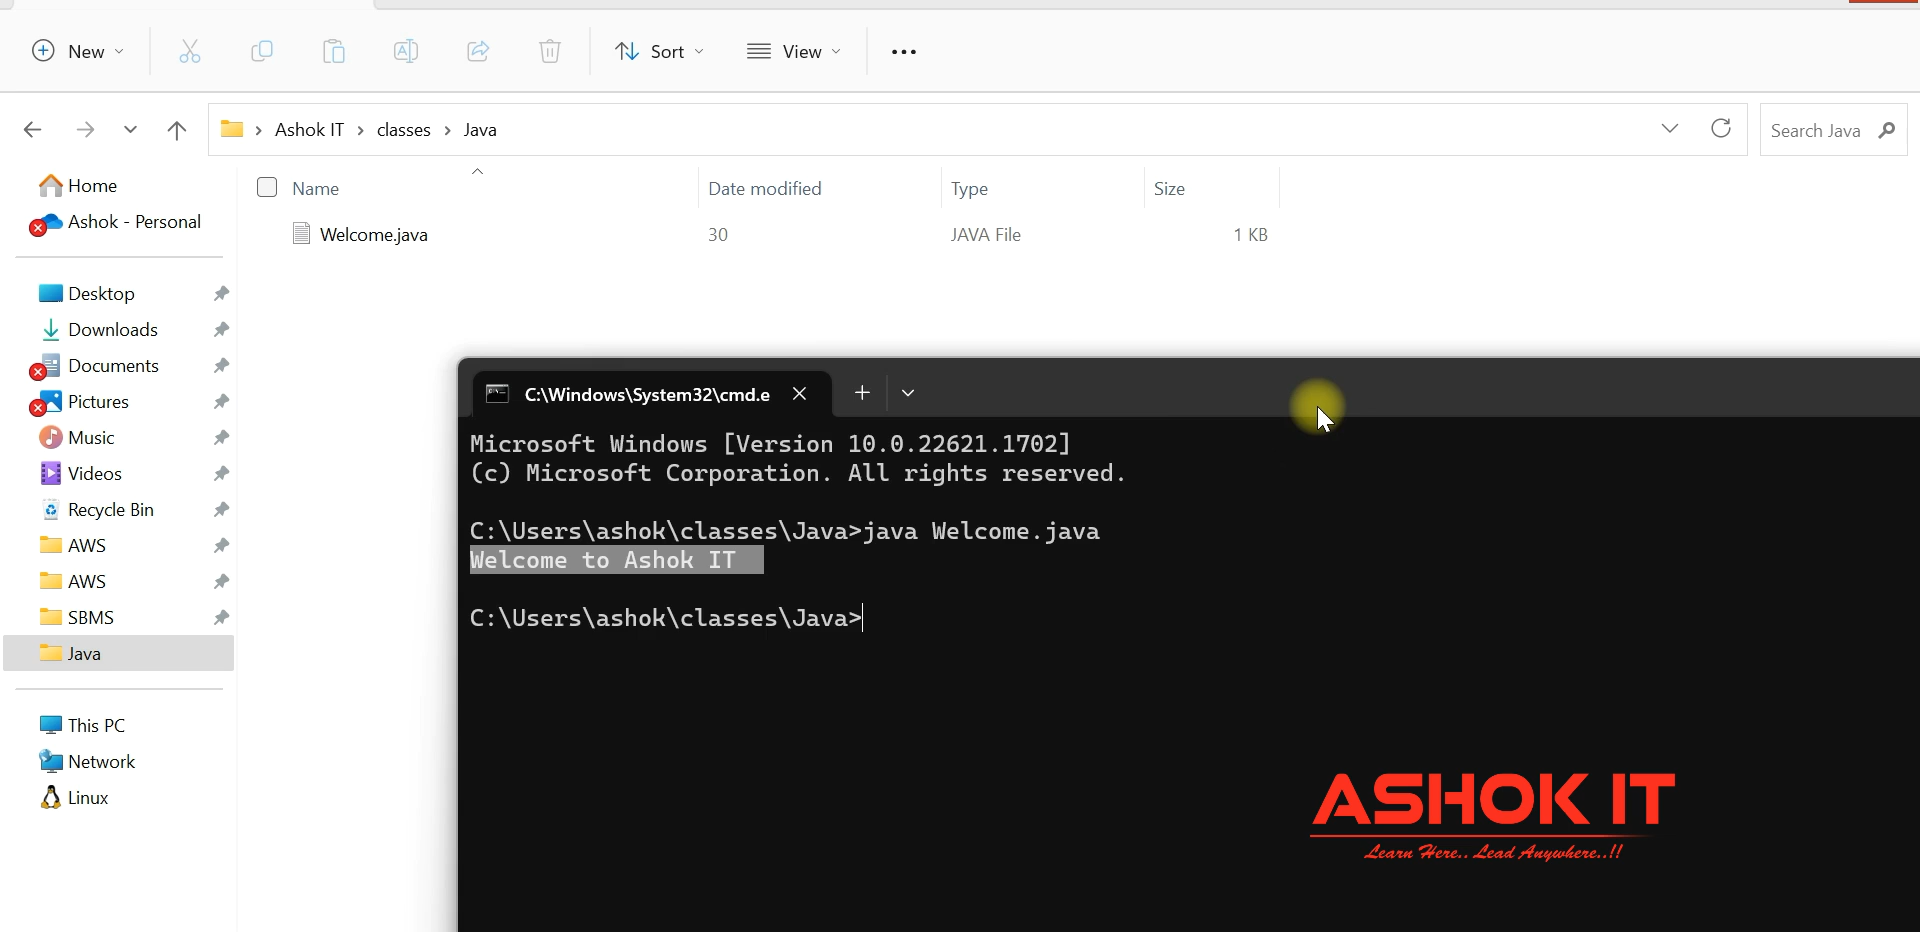 New
Sort
View
Ashok IT > classes > Java
Search Java
Home
Ashok - Personal
Desktop
Downloads
Documents
Pictures
Music
Videos
Recycle Bin
AWS
AWS
SBMS
Java
This PC
Network
Linux
Name Date modified Type Size
Welcome.java 30 JAVA File 1 KB
C:\Windows\System32\cmd.e
Microsoft Windows [Version 10.0.22621.1702]
(c) Microsoft Corporation. All rights reserved.
C:\Users\ashok\classes\Java>java Welcome.java
Welcome to Ashok IT
C:\Users\ashok\classes\Java>
ASHOK IT
Learn Here.. Lead Anywhere..!!